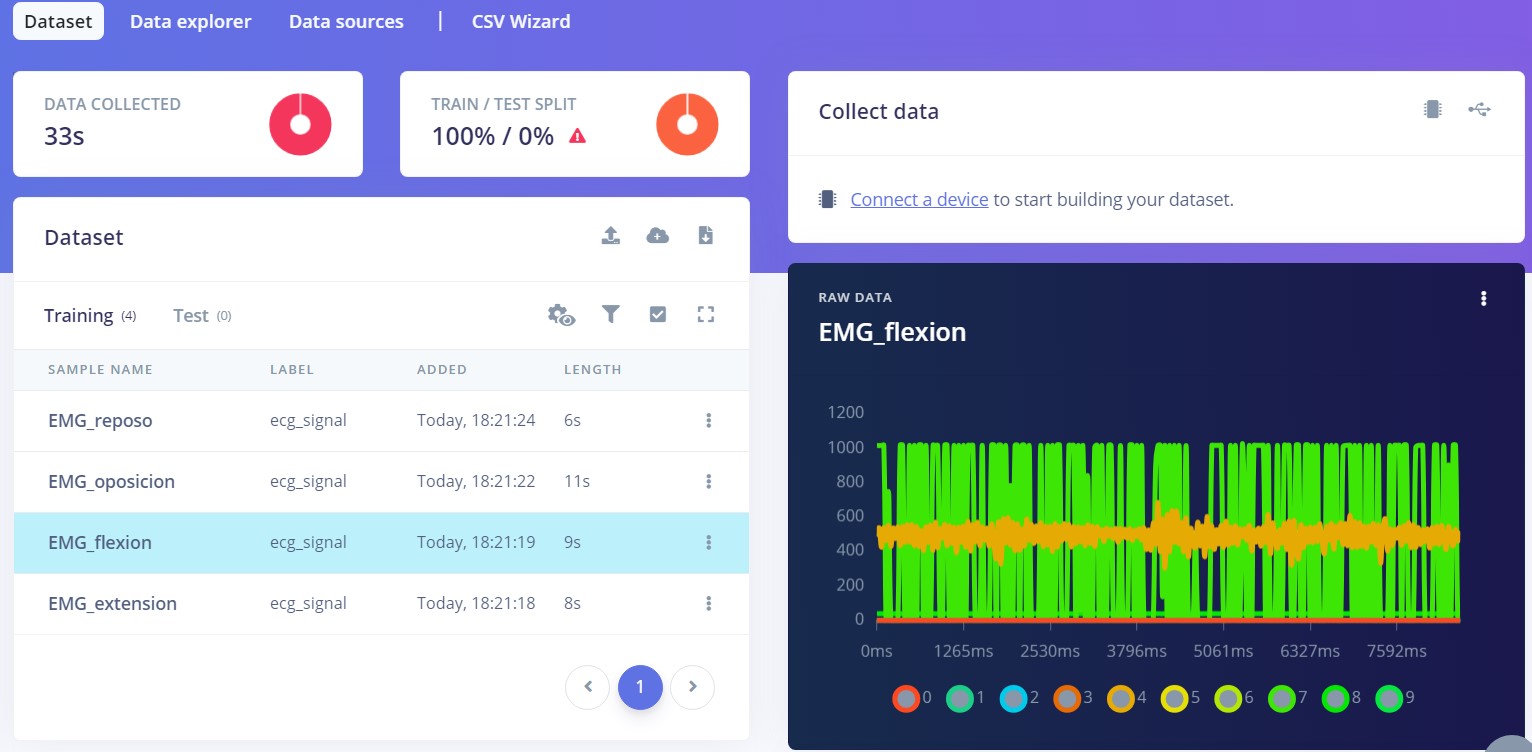 Dataset Data explorer Data sources | CSV Wizard
DATA COLLECTED
33s
TRAIN / TEST SPLIT
100% / 0%
Dataset
Training (4) Test (0)
SAMPLE NAME LABEL ADDED LENGTH
EMG_reposo ecg_signal Today, 18:21:24 6s
EMG_oposicion ecg_signal Today, 18:21:22 11s
EMG_flexion ecg_signal Today, 18:21:19 9s
EMG_extension ecg_signal Today, 18:21:18 8s
1
Collect data
Connect a device to start building your dataset.
RAW DATA
EMG_flexion
1200
1000
800
600
400
200
0
0ms 1265ms 2530ms 3796ms 5061ms 6327ms 7592ms
0 1 2 3 4 5 6 7 8 9